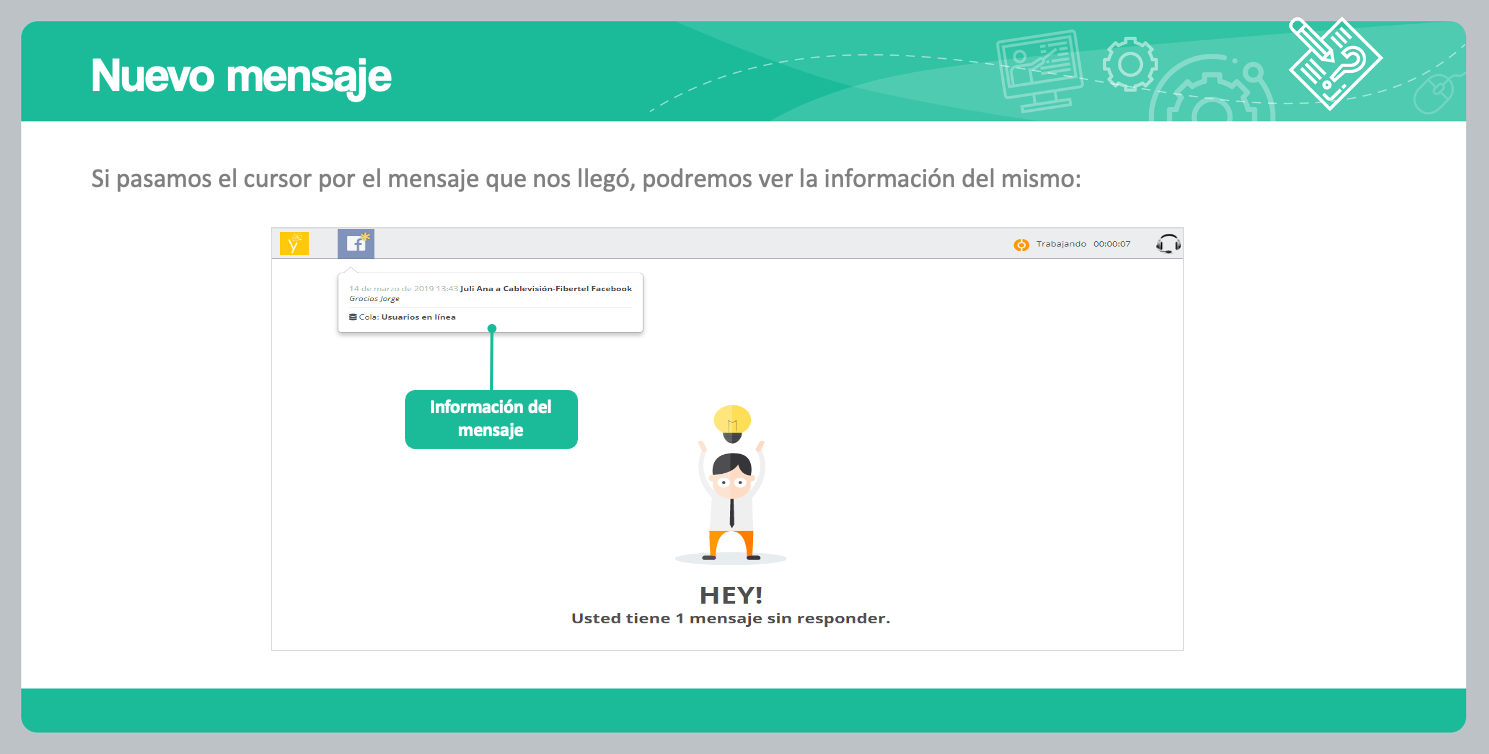 Nuevo mensaje
Si pasamos el cursor por el mensaje que nos llegó, podremos ver la información del mismo:
Trabajando 00:00:07
14 de marzo de 2019 13:43 Juli Ana a Cablevisión-Fibertel Facebook
Gracias Jorge
Cola: Usuarios en línea
Información del
mensaje
HEY!
Usted tiene 1 mensaje sin responder.